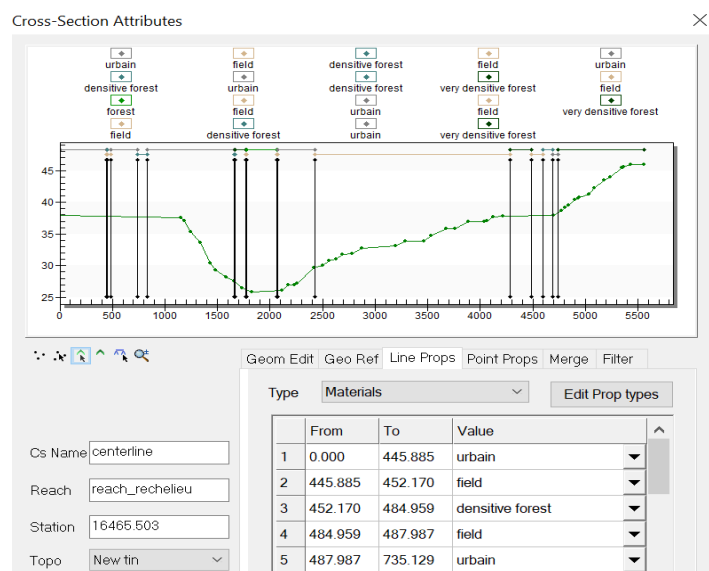 Cross-Section Attributes
urbain field densitive forest field urbain
densitive forest urbain densitive forest very densitive forest field
forest field urbain field very densitive forest
field densitive forest urbain very densitive forest
45
40
35
30
25
0 500 1000 1500 2000 2500 3000 3500 4000 4500 5000 5500
Geom Edit Geo Ref Line Props Point Props Merge Filter
Type Materials Edit Prop types
From To Value
1 0.000 445.885 urbain
2 445.885 452.170 field
3 452.170 484.959 densitive forest
4 484.959 487.987 field
5 487.987 735.129 urbain
Cs Name centerline
Reach reach_rechelieu
Station 16465.503
Topo New tin